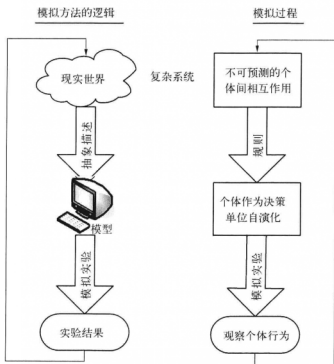 模拟方法的逻辑
模拟过程
现实世界
复杂系统
不可预测的个
体间相互作用
抽象描述
规则
模型
个体作为决策
单位自演化
模拟实验
模拟实验
实验结果
观察个体行为